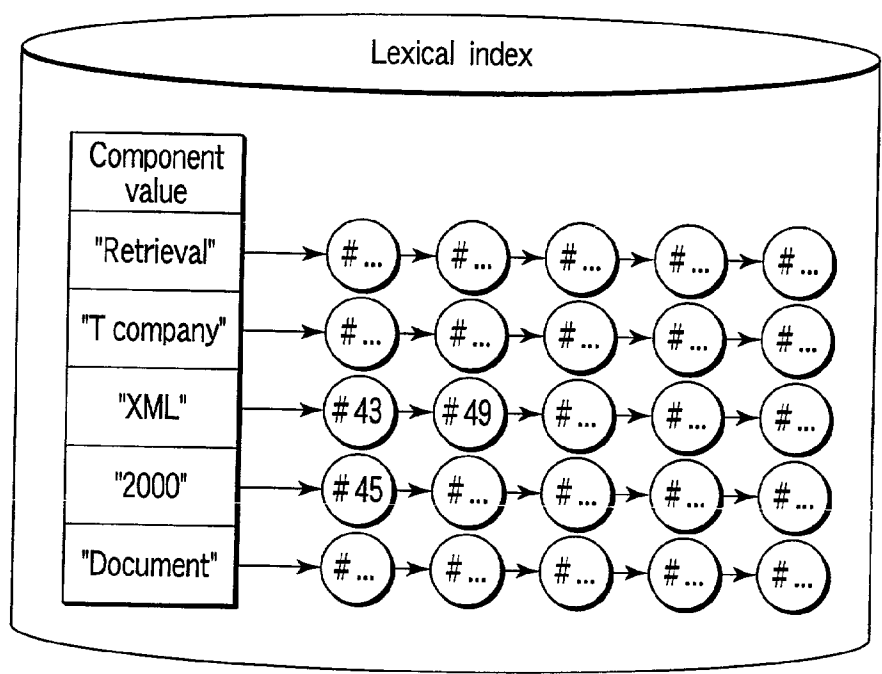 Lexical index
Component
value
"Retrieval" #... #... #... #... #...
"T company" #... #... #... #... #...
"XML" #43 #49 #... #... #...
"2000" #45 #... #... #... #...
"Document" #... #... #... #... #...